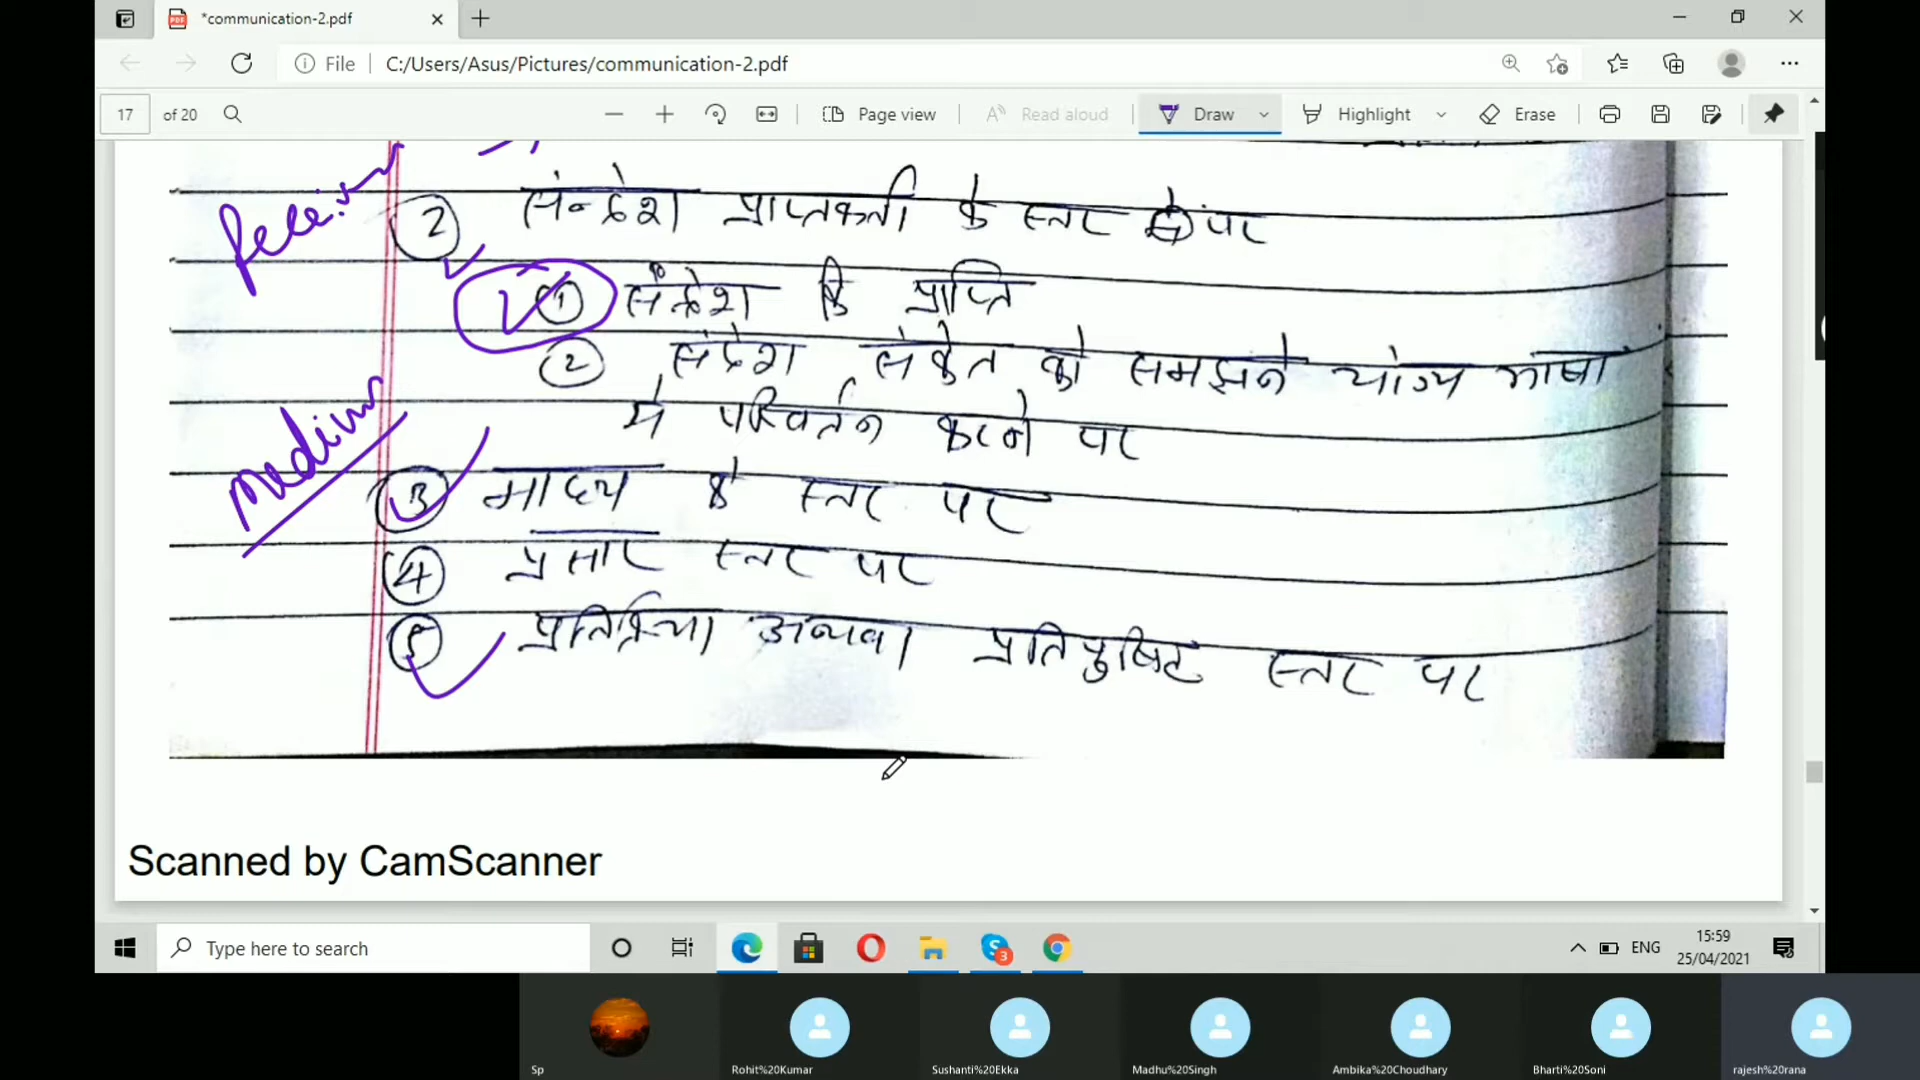 *communication-2.pdf
File C:/Users/Asus/Pictures/communication-2.pdf
17 of 20 Page view Read aloud Draw Highlight Erase
② सन्देश प्राप्तकर्ता के स्तर पर
① संदेश कि प्राप्ति
② संदेश संकेत को समझने योग्य भाषा
मे परिवर्तन करने पर
medium
③ माध्य के स्तर पर
④ प्रसार स्तर पर
⑤ प्रतिक्रिया अथवा प्रतिपुष्टि स्तर पर
Scanned by CamScanner
Type here to search
3
ENG
15:59
25/04/2021
Sp Rohit%20Kumar Sushanti%20Ekka Madhu%20Singh Ambika%20Choudhary Bharti%20Soni rajesh%20rana